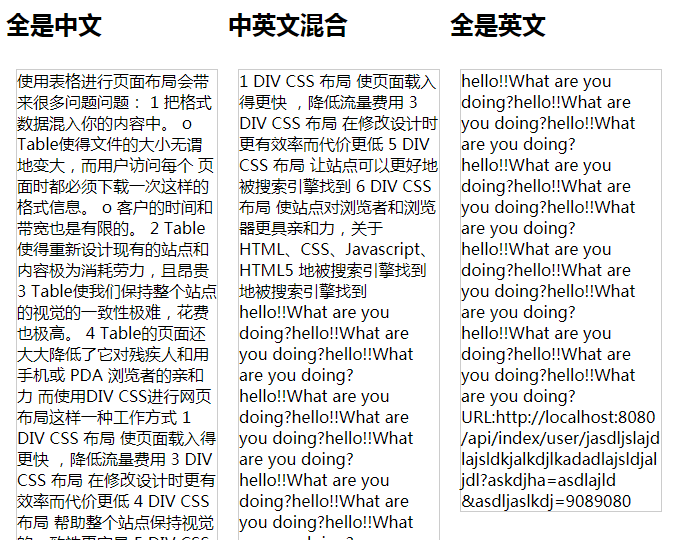 全是中文
使用表格进行页面布局会带
来很多问题问题： 1 把格式
数据混入你的内容中。 o
Table使得文件的大小无谓
地变大，而用户访问每个 页
面时都必须下载一次这样的
格式信息。 o 客户的时间和
带宽也是有限的。 2 Table
使得重新设计现有的站点和
内容极为消耗劳力，且昂贵
3 Table使我们保持整个站点
的视觉的一致性极难，花费
也极高。 4 Table的页面还
大大降低了它对残疾人和用
手机或 PDA 浏览者的亲和
力 而使用DIV CSS进行网页
布局这样一种工作方式 1
DIV CSS 布局 使页面载入得
更快 ，降低流量费用 3 DIV
CSS 布局 在修改设计时更有
效率而代价更低 4 DIV CSS
布局 帮助整个站点保持视觉
的一致性更容易 5 DIV CSS
中英文混合
1 DIV CSS 布局 使页面载入
得更快 ，降低流量费用 3
DIV CSS 布局 在修改设计时
更有效率而代价更低 5 DIV
CSS 布局 让站点可以更好地
被搜索引擎找到 6 DIV CSS
布局 使站点对浏览者和浏览
器更具亲和力，关于
HTML、CSS、Javascript、
HTML5 地被搜索引擎找到
地被搜索引擎找到
hello!!What are you
doing?hello!!What are
you doing?hello!!What
are you doing?
hello!!What are you
doing?hello!!What are
you doing?hello!!What
are you doing?
hello!!What are you
doing?hello!!What are
you doing?hello!!What
are you doing?
全是英文
hello!!What are you
doing?hello!!What are
you doing?hello!!What
are you doing?
hello!!What are you
doing?hello!!What are
you doing?hello!!What
are you doing?
hello!!What are you
doing?hello!!What are
you doing?hello!!What
are you doing?
hello!!What are you
doing?hello!!What are
you doing?hello!!What
are you doing?
URL:http://localhost:8080
/api/index/user/jasdljslajd
lajsldkjalkdjlkadadlajsldjal
jdl?askdjha=asdlajld
&asdljaslkdj=9089080